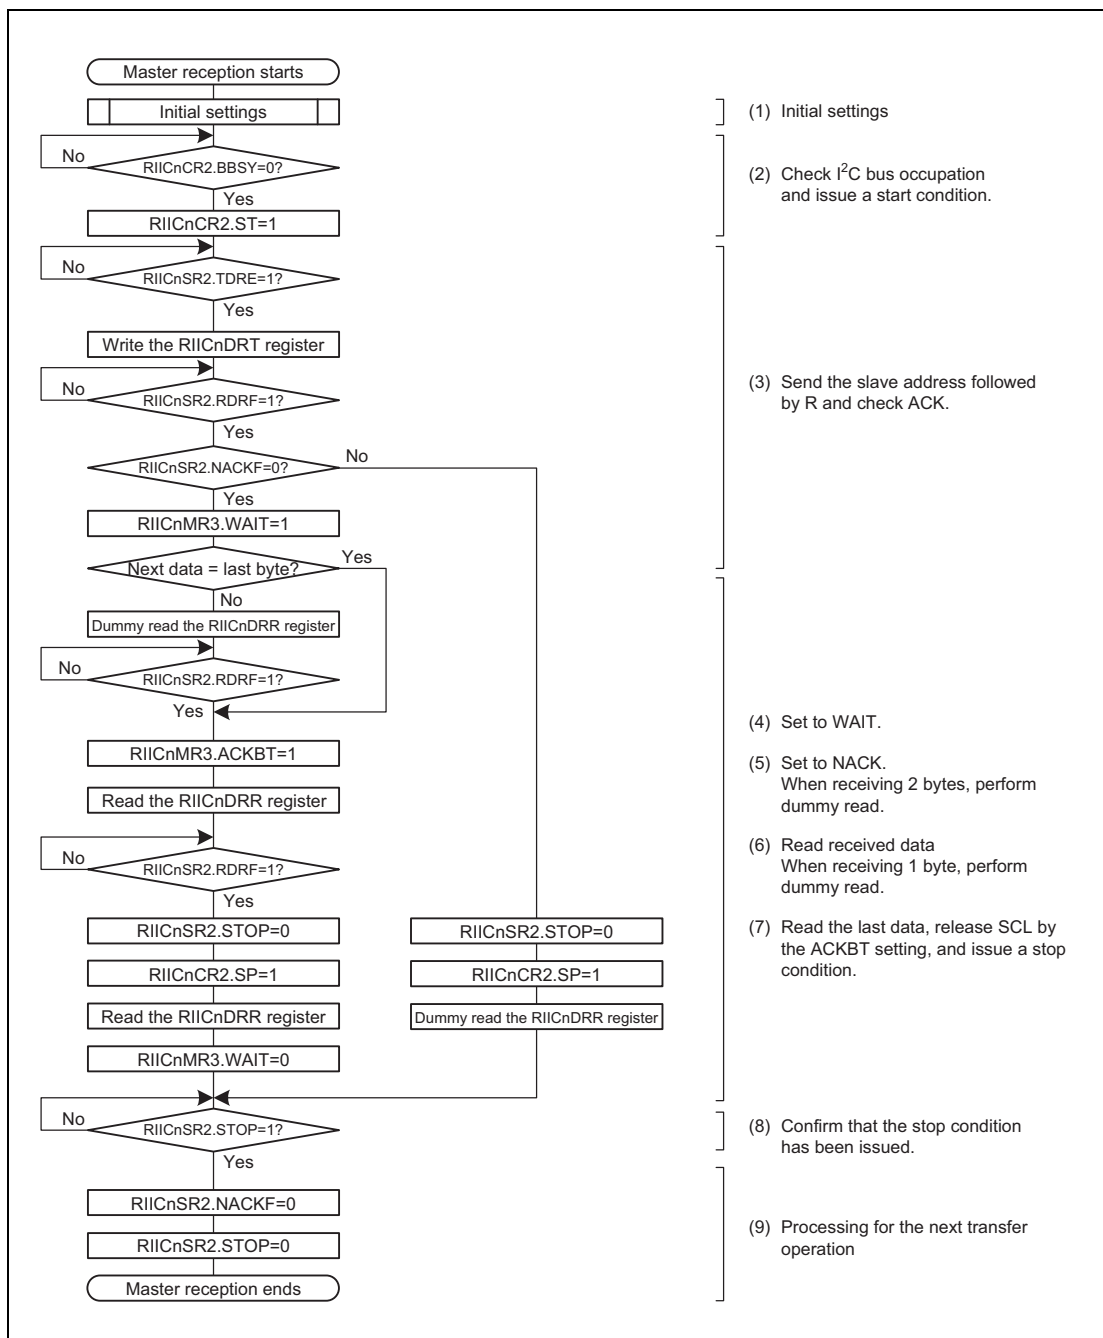 Master reception starts
Initial settings
(1) Initial settings
No
RIICnCR2.BBSY=0?
Yes
(2) Check I²C bus occupation
and issue a start condition.
RIICnCR2.ST=1
No
RIICnSR2.TDRE=1?
Yes
Write the RIICnDRT register
No
RIICnSR2.RDRF=1?
Yes
(3) Send the slave address followed
by R and check ACK.
RIICnSR2.NACKF=0?
No
Yes
RIICnMR3.WAIT=1
Next data = last byte?
Yes
No
Dummy read the RIICnDRR register
No
RIICnSR2.RDRF=1?
Yes
(4) Set to WAIT.
RIICnMR3.ACKBT=1
(5) Set to NACK.
When receiving 2 bytes, perform
dummy read.
Read the RIICnDRR register
No
RIICnSR2.RDRF=1?
Yes
(6) Read received data
When receiving 1 byte, perform
dummy read.
RIICnSR2.STOP=0
RIICnSR2.STOP=0
(7) Read the last data, release SCL by
the ACKBT setting, and issue a stop
condition.
RIICnCR2.SP=1
RIICnCR2.SP=1
Read the RIICnDRR register
Dummy read the RIICnDRR register
RIICnMR3.WAIT=0
No
RIICnSR2.STOP=1?
Yes
(8) Confirm that the stop condition
has been issued.
RIICnSR2.NACKF=0
RIICnSR2.STOP=0
(9) Processing for the next transfer
operation
Master reception ends